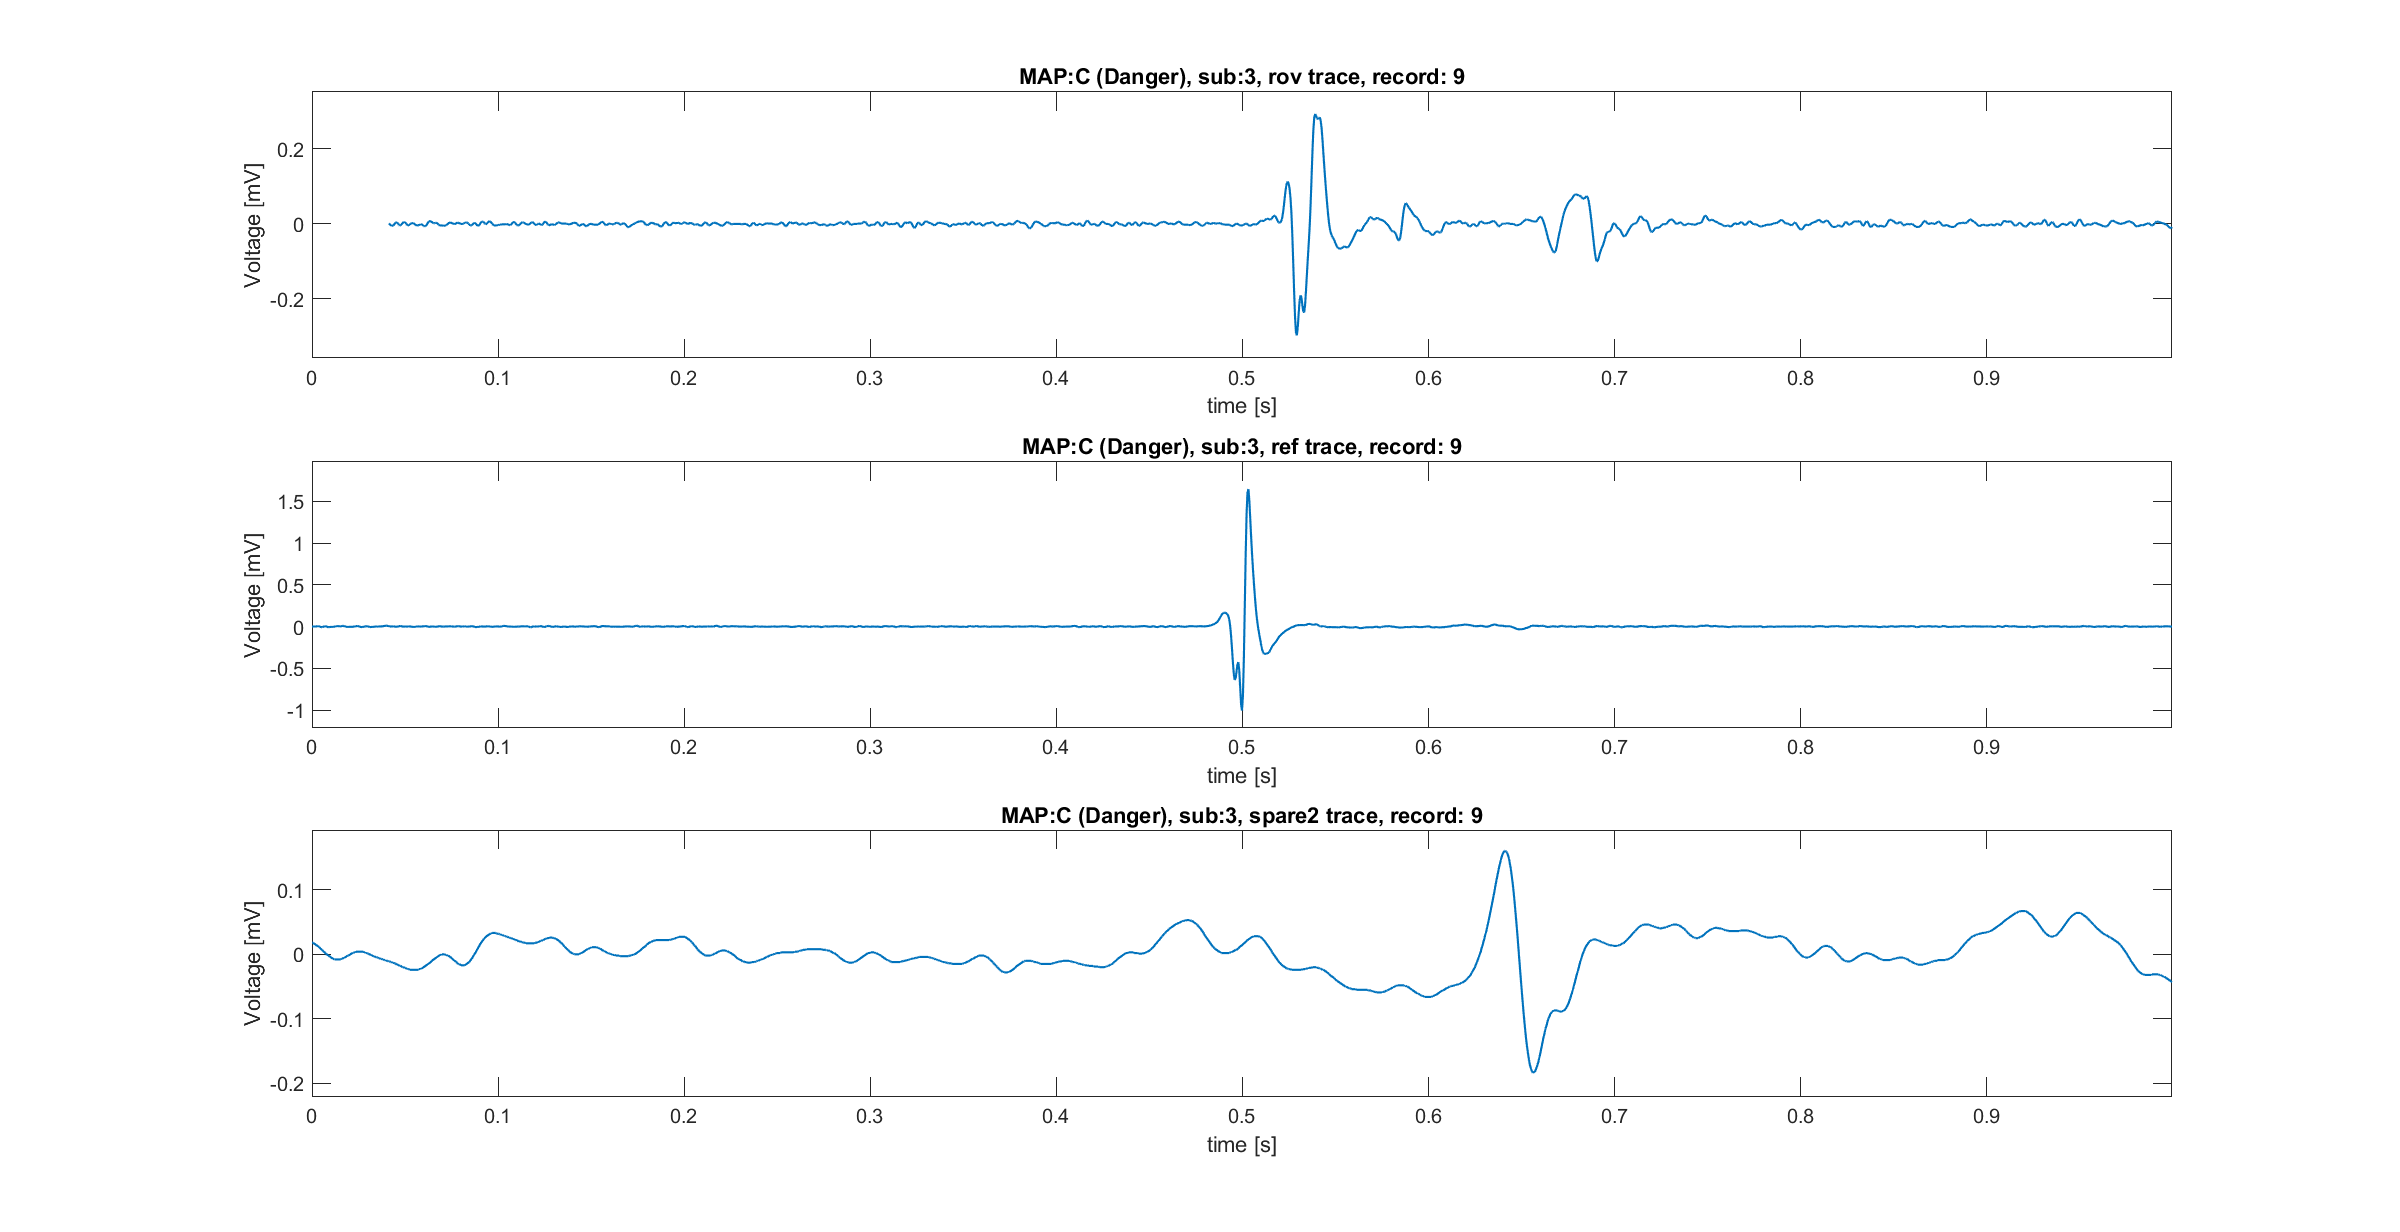 MAP:C (Danger), sub:3, rov trace, record: 9
Voltage [mV]
0.2
0
-0.2
0 0.1 0.2 0.3 0.4 0.5 0.6 0.7 0.8 0.9
time [s]
MAP:C (Danger), sub:3, ref trace, record: 9
Voltage [mV]
1.5
1
0.5
0
-0.5
-1
0 0.1 0.2 0.3 0.4 0.5 0.6 0.7 0.8 0.9
time [s]
MAP:C (Danger), sub:3, spare2 trace, record: 9
Voltage [mV]
0.1
0
-0.1
-0.2
0 0.1 0.2 0.3 0.4 0.5 0.6 0.7 0.8 0.9
time [s]